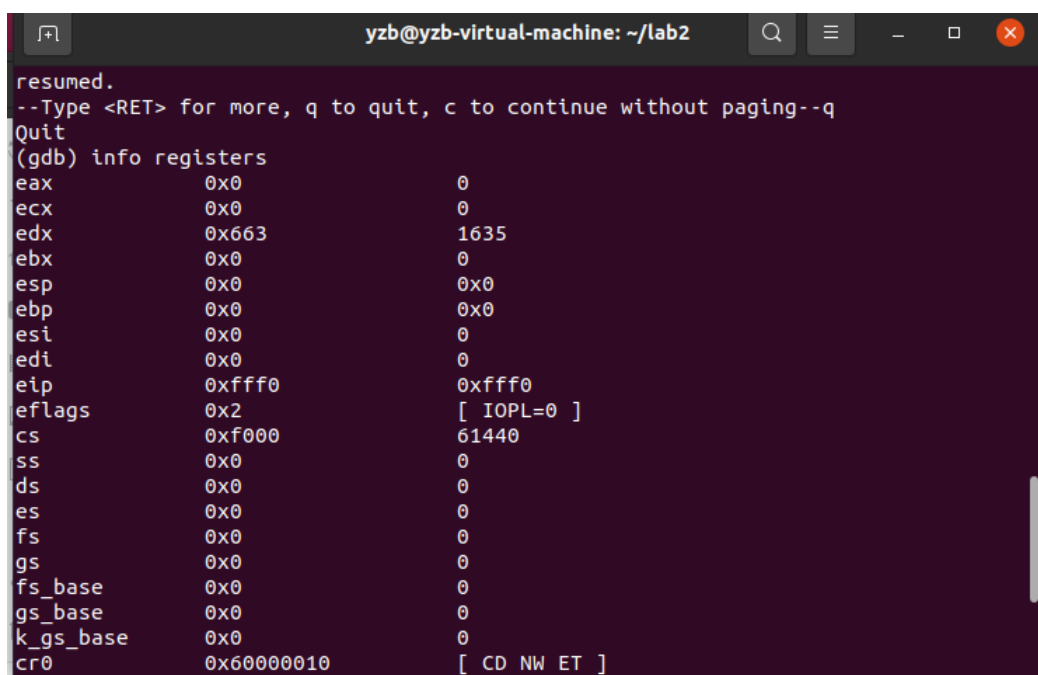 yzb@yzb-virtual-machine: ~/lab2
resumed.
--Type <RET> for more, q to quit, c to continue without paging--q
Quit
(gdb) info registers
eax            0x0                 0
ecx            0x0                 0
edx            0x663               1635
ebx            0x0                 0
esp            0x0                 0x0
ebp            0x0                 0x0
esi            0x0                 0
edi            0x0                 0
eip            0xfff0              0xfff0
eflags         0x2                 [ IOPL=0 ]
cs             0xf000              61440
ss             0x0                 0
ds             0x0                 0
es             0x0                 0
fs             0x0                 0
gs             0x0                 0
fs_base        0x0                 0
gs_base        0x0                 0
k_gs_base      0x0                 0
cr0            0x60000010          [ CD NW ET ]